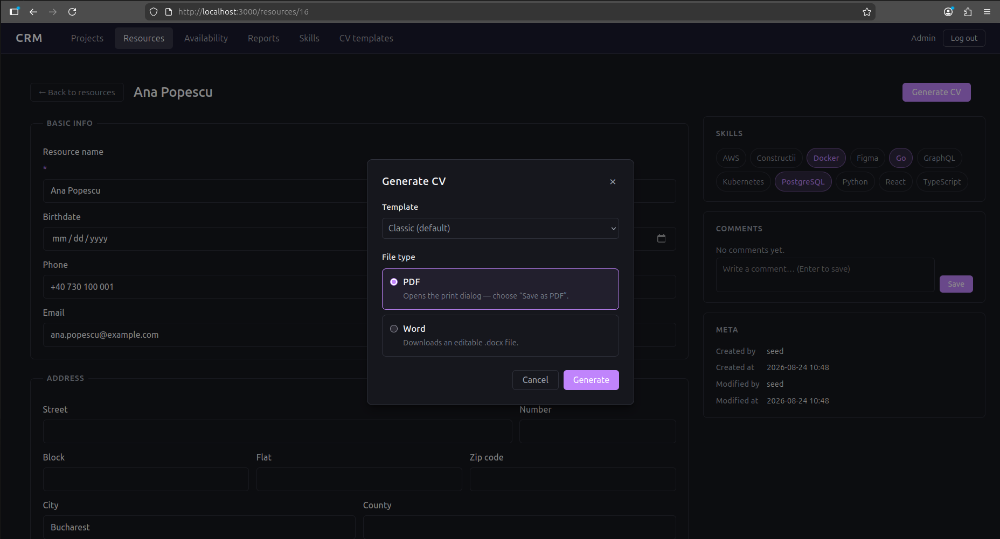 http://localhost:3000/resources/16
CRM
Projects
Resources
Availability
Reports
Skills
CV templates
Admin
Log out
← Back to resources
Ana Popescu
Generate CV
BASIC INFO
Resource name
*
Ana Popescu
Birthdate
mm / dd / yyyy
Phone
+40 730 100 001
Email
ana.popescu@example.com
ADDRESS
Street
Number
Block
Flat
Zip code
City
County
Bucharest
Generate CV
×
Template
Classic (default)
File type
PDF
Opens the print dialog — choose “Save as PDF”.
Word
Downloads an editable .docx file.
Cancel
Generate
SKILLS
AWS
Constructii
Docker
Figma
Go
GraphQL
Kubernetes
PostgreSQL
Python
React
TypeScript
COMMENTS
No comments yet.
Write a comment… (Enter to save)
Save
META
Created by seed
Created at 2026-08-24 10:48
Modified by seed
Modified at 2026-08-24 10:48